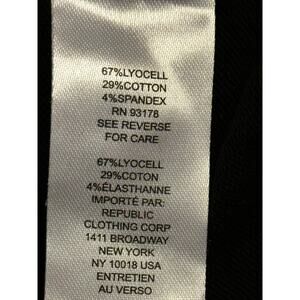 67%LYOCELL
29%COTTON
4%SPANDEX
RN 93178
SEE REVERSE
FOR CARE
67%LYOCELL
29%COTON
4%ÉLASTHANNE
IMPORTÉ PAR:
REPUBLIC
CLOTHING CORP
1411 BROADWAY
NEW YORK
NY 10018 USA
ENTRETIEN
AU VERSO